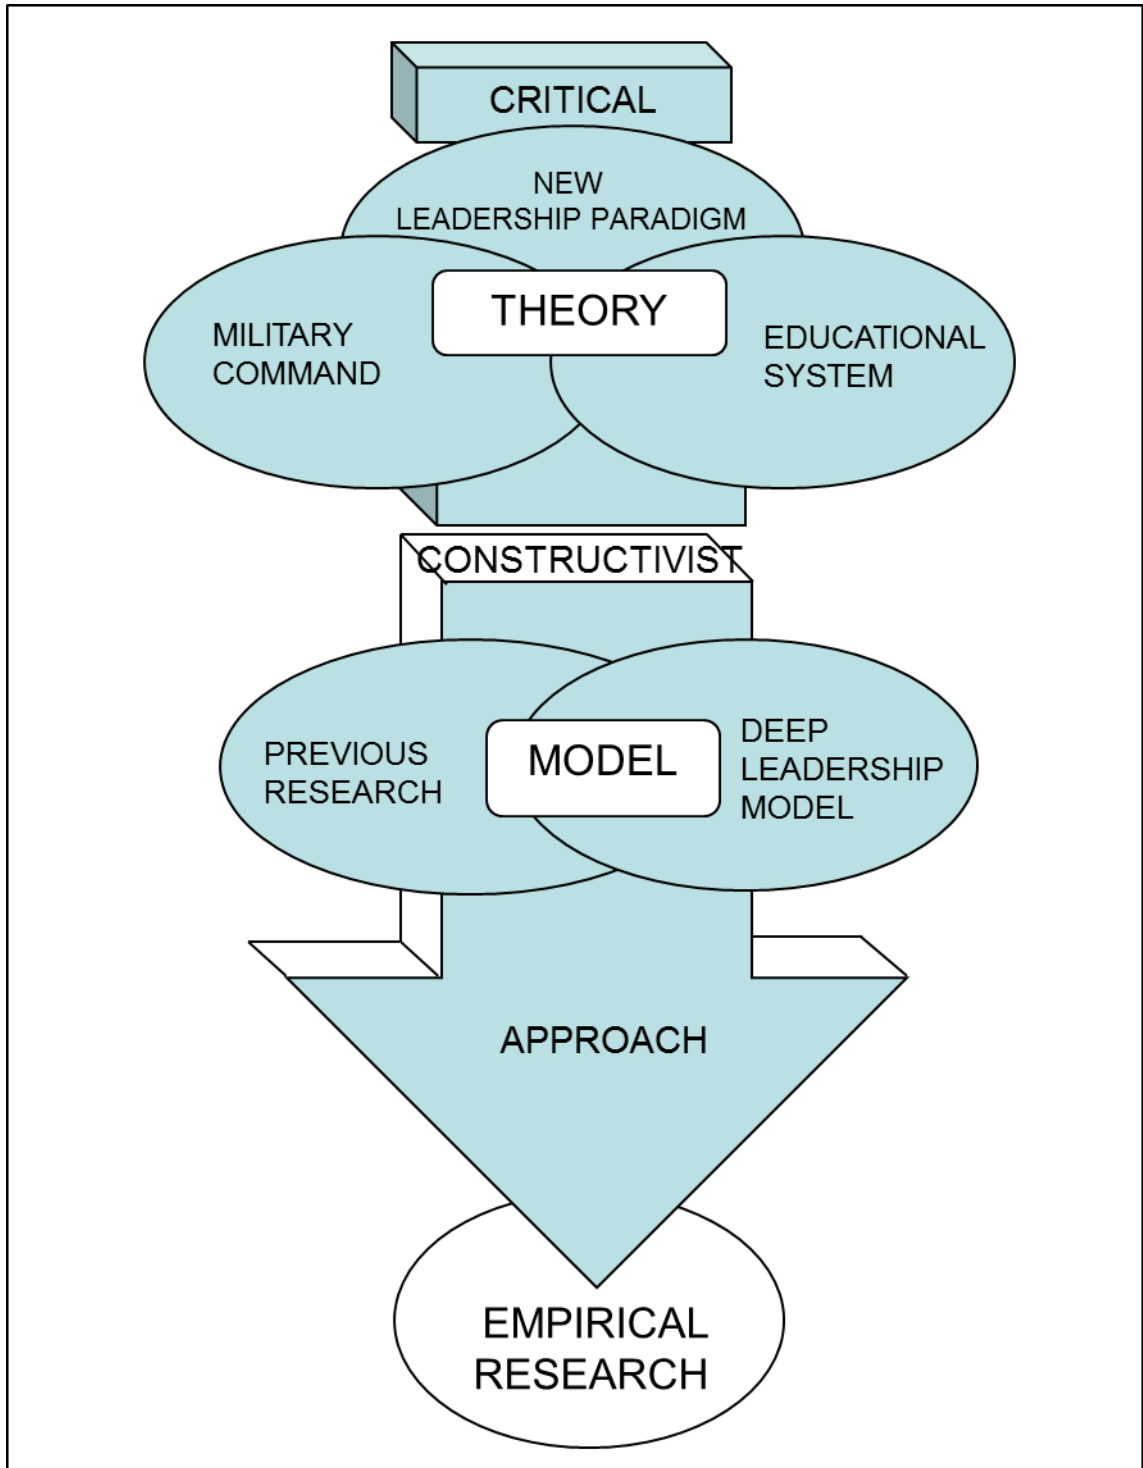 CRITICAL
NEW
LEADERSHIP PARADIGM
THEORY
MILITARY
COMMAND
EDUCATIONAL
SYSTEM
CONSTRUCTIVIST
PREVIOUS
RESEARCH
MODEL
DEEP
LEADERSHIP
MODEL
APPROACH
EMPIRICAL
RESEARCH